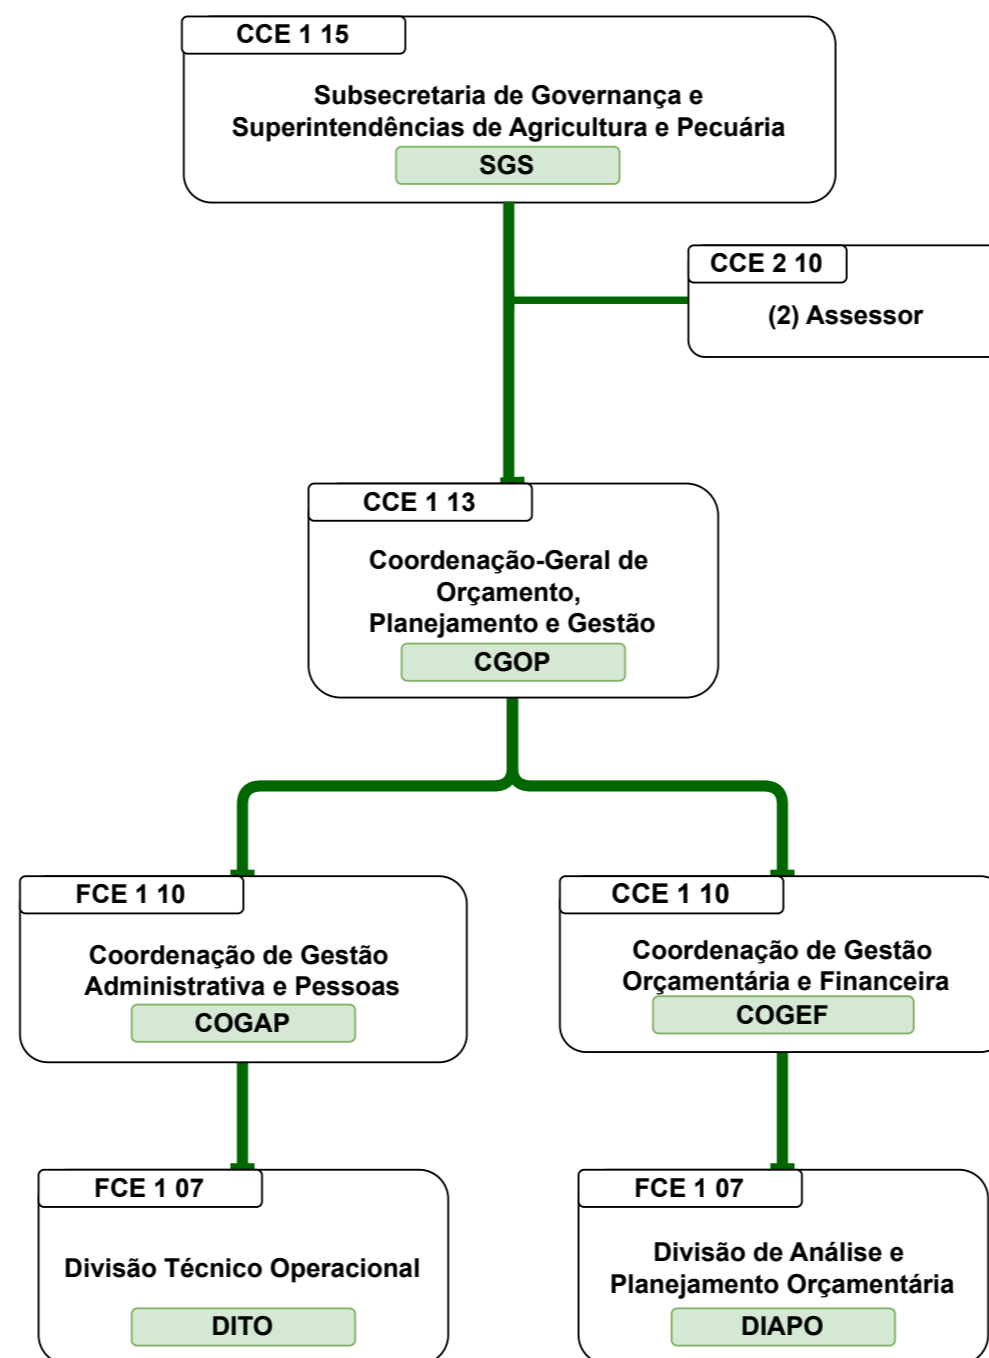 CCE 1 15
Subsecretaria de Governança e
Superintendências de Agricultura e Pecuária
SGS
CCE 2 10
(2) Assessor
CCE 1 13
Coordenação-Geral de
Orçamento,
Planejamento e Gestão
CGOP
FCE 1 10
Coordenação de Gestão
Administrativa e Pessoas
COGAP
CCE 1 10
Coordenação de Gestão
Orçamentária e Financeira
COGEF
FCE 1 07
Divisão Técnico Operacional
DITO
FCE 1 07
Divisão de Análise e
Planejamento Orçamentária
DIAPO